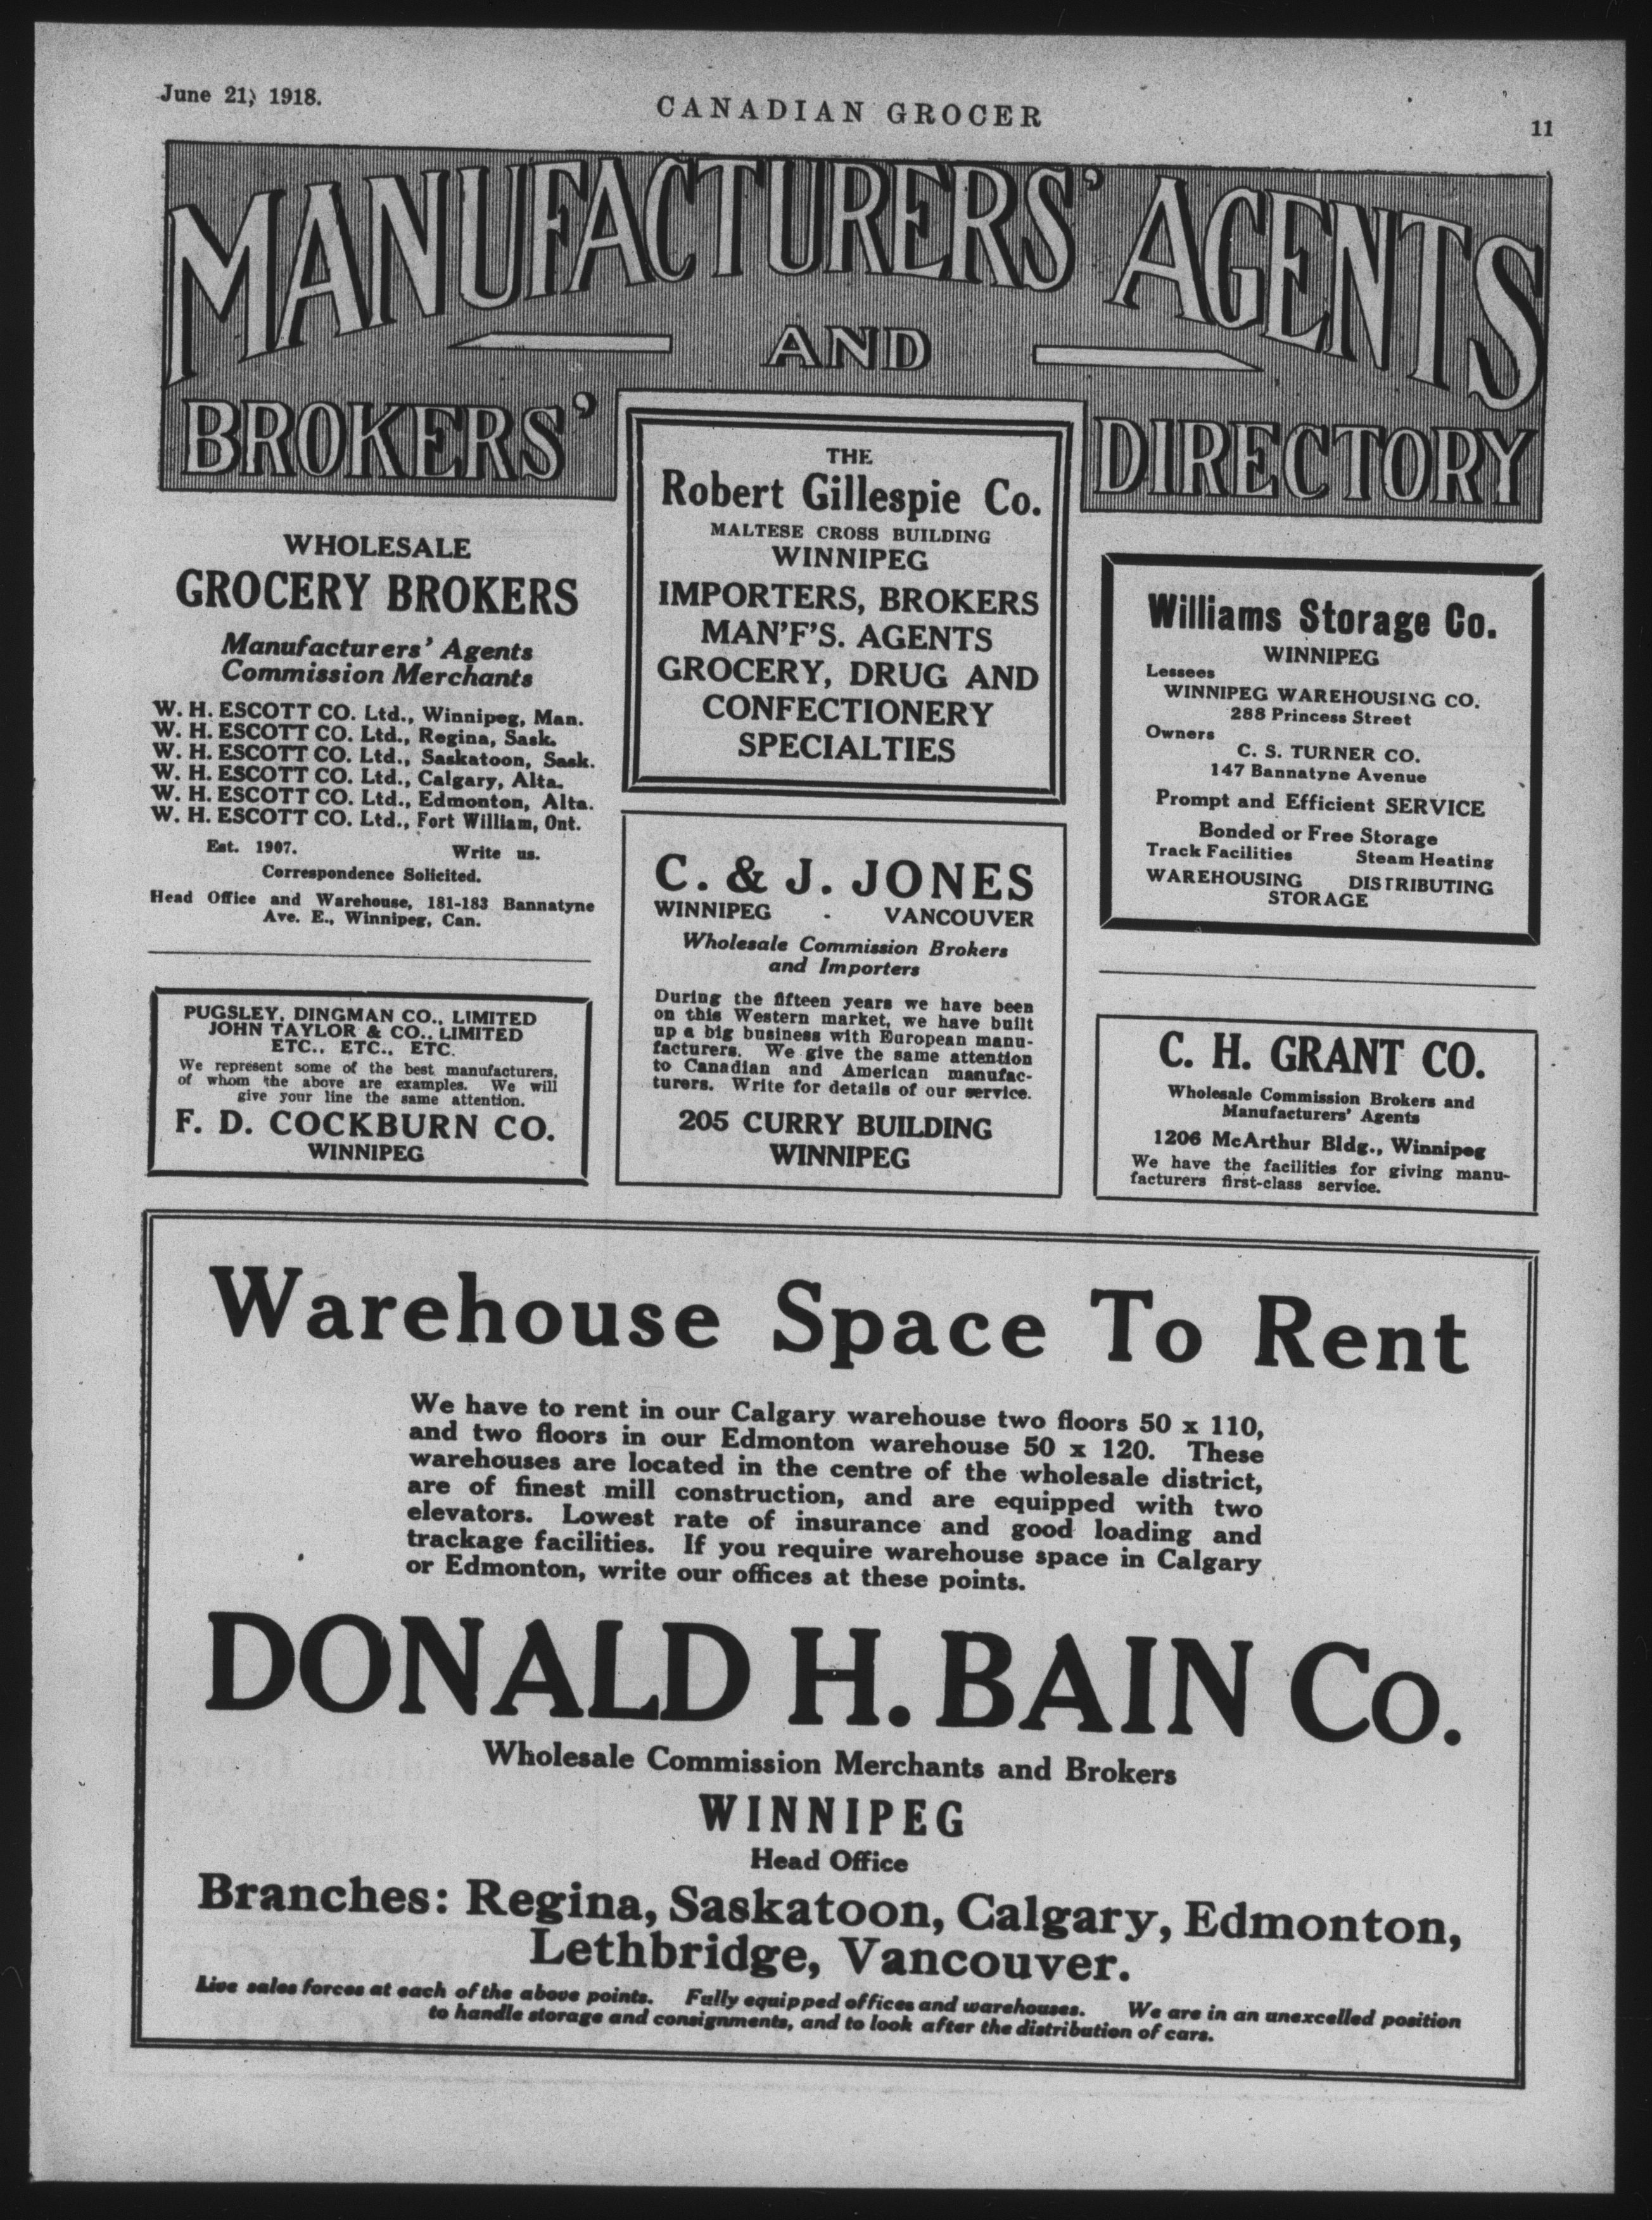 June 21, 1918.
CANADIAN GROCER
11
MANUFACTURERS' AGENTS
AND
BROKERS'
DIRECTORY
WHOLESALE
GROCERY BROKERS
Manufacturers' Agents
Commission Merchants
W. H. ESCOTT CO. Ltd., Winnipeg, Man.
W. H. ESCOTT CO. Ltd., Regina, Sask.
W. H. ESCOTT CO. Ltd., Saskatoon, Sask.
W. H. ESCOTT CO. Ltd., Calgary, Alta.
W. H. ESCOTT CO. Ltd., Edmonton, Alta.
W. H. ESCOTT CO. Ltd., Fort William, Ont.
Est. 1907. Write us.
Correspondence Solicited.
Head Office and Warehouse, 181-183 Bannatyne
Ave. E., Winnipeg, Can.
PUGSLEY, DINGMAN CO., LIMITED
JOHN TAYLOR & CO., LIMITED
ETC., ETC., ETC.
We represent some of the best manufacturers,
of whom the above are examples. We will
give your line the same attention.
F. D. COCKBURN CO.
WINNIPEG
THE
Robert Gillespie Co.
MALTESE CROSS BUILDING
WINNIPEG
IMPORTERS, BROKERS
MAN'F'S. AGENTS
GROCERY, DRUG AND
CONFECTIONERY
SPECIALTIES
C. & J. JONES
WINNIPEG - VANCOUVER
Wholesale Commission Brokers
and Importers
During the fifteen years we have been
on this Western market, we have built
up a big business with European manu-
facturers. We give the same attention
to Canadian and American manufac-
turers. Write for details of our service.
205 CURRY BUILDING
WINNIPEG
Williams Storage Co.
WINNIPEG
Lessees
WINNIPEG WAREHOUSING CO.
288 Princess Street
Owners
C. S. TURNER CO.
147 Bannatyne Avenue
Prompt and Efficient SERVICE
Bonded or Free Storage
Track Facilities Steam Heating
WAREHOUSING DISTRIBUTING
STORAGE
C. H. GRANT CO.
Wholesale Commission Brokers and
Manufacturers' Agents
1206 McArthur Bldg., Winnipeg
We have the facilities for giving manu-
facturers first-class service.
Warehouse Space To Rent
We have to rent in our Calgary warehouse two floors 50 x 110,
and two floors in our Edmonton warehouse 50 x 120. These
warehouses are located in the centre of the wholesale district,
are of finest mill construction, and are equipped with two
elevators. Lowest rate of insurance and good loading and
trackage facilities. If you require warehouse space in Calgary
or Edmonton, write our offices at these points.
DONALD H. BAIN Co.
Wholesale Commission Merchants and Brokers
WINNIPEG
Head Office
Branches: Regina, Saskatoon, Calgary, Edmonton,
Lethbridge, Vancouver.
Live sales forces at each of the above points. Fully equipped offices and warehouses. We are in an unexcelled position
to handle storage and consignments, and to look after the distribution of cars.